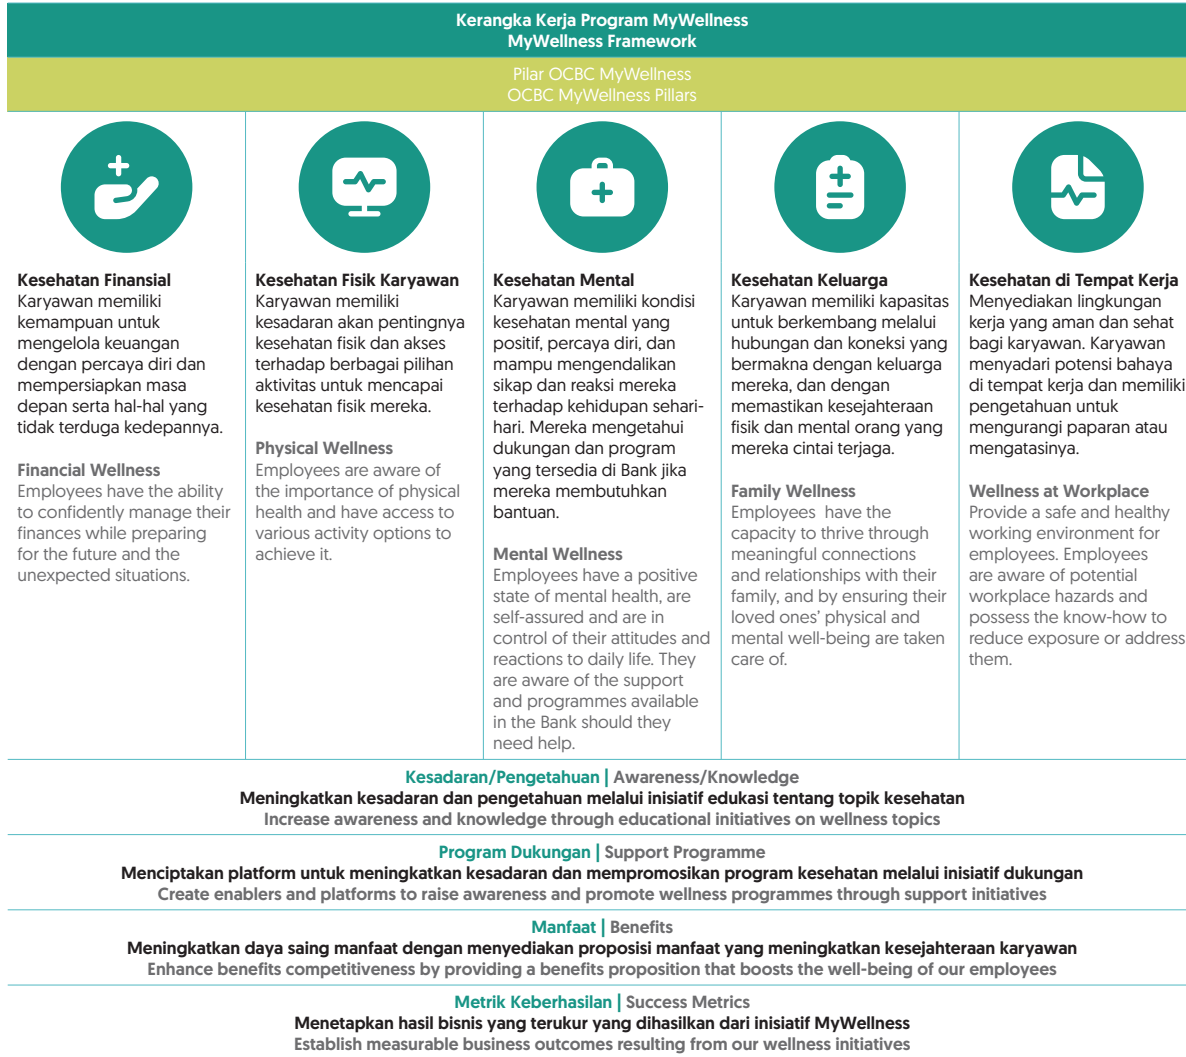 Kerangka Kerja Program MyWellness
MyWellness Framework
Pilar OCBC MyWellness
OCBC MyWellness Pillars
Kesehatan Finansial
Karyawan memiliki
kemampuan untuk
mengelola keuangan
dengan percaya diri dan
mempersiapkan masa
depan serta hal-hal yang
tidak terduga kedepannya.
Financial Wellness
Employees have the ability
to confidently manage their
finances while preparing
for the future and the
unexpected situations.
Kesehatan Fisik Karyawan
Karyawan memiliki
kesadaran akan pentingnya
kesehatan fisik dan akses
terhadap berbagai pilihan
aktivitas untuk mencapai
kesehatan fisik mereka.
Physical Wellness
Employees are aware of
the importance of physical
health and have access to
various activity options to
achieve it.
Kesehatan Mental
Karyawan memiliki kondisi
kesehatan mental yang
positif, percaya diri, dan
mampu mengendalikan
sikap dan reaksi mereka
terhadap kehidupan sehari-
hari. Mereka mengetahui
dukungan dan program
yang tersedia di Bank jika
mereka membutuhkan
bantuan.
Mental Wellness
Employees have a positive
state of mental health, are
self-assured and are in
control of their attitudes and
reactions to daily life. They
are aware of the support
and programmes available
in the Bank should they
need help.
Kesehatan Keluarga
Karyawan memiliki kapasitas
untuk berkembang melalui
hubungan dan koneksi yang
bermakna dengan keluarga
mereka, dan dengan
memastikan kesejahteraan
fisik dan mental orang yang
mereka cintai terjaga.
Family Wellness
Employees  have the
capacity to thrive through
meaningful connections
and relationships with their
family, and by ensuring their
loved ones’ physical and
mental well-being are taken
care of.
Kesehatan di Tempat Kerja
Menyediakan lingkungan
kerja yang aman dan sehat
bagi karyawan. Karyawan
menyadari potensi bahaya
di tempat kerja dan memiliki
pengetahuan untuk
mengurangi paparan atau
mengatasinya.
Wellness at Workplace
Provide a safe and healthy
working environment for
employees. Employees
are aware of potential
workplace hazards and
possess the know-how to
reduce exposure or address
them.
Kesadaran/Pengetahuan | Awareness/Knowledge
Meningkatkan kesadaran dan pengetahuan melalui inisiatif edukasi tentang topik kesehatan
Increase awareness and knowledge through educational initiatives on wellness topics
Program Dukungan | Support Programme
Menciptakan platform untuk meningkatkan kesadaran dan mempromosikan program kesehatan melalui inisiatif dukungan
Create enablers and platforms to raise awareness and promote wellness programmes through support initiatives
Manfaat | Benefits
Meningkatkan daya saing manfaat dengan menyediakan proposisi manfaat yang meningkatkan kesejahteraan karyawan
Enhance benefits competitiveness by providing a benefits proposition that boosts the well-being of our employees
Metrik Keberhasilan | Success Metrics
Menetapkan hasil bisnis yang terukur yang dihasilkan dari inisiatif MyWellness
Establish measurable business outcomes resulting from our wellness initiatives